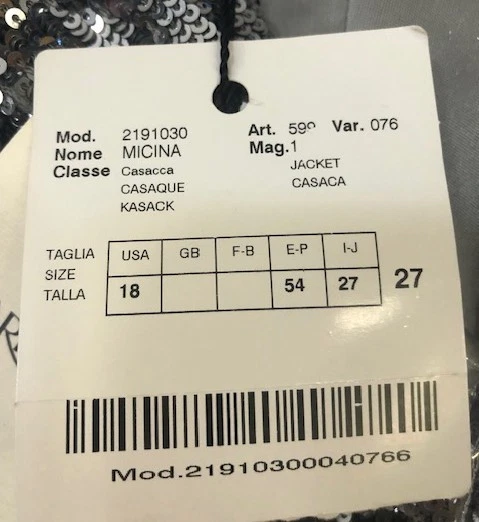 Mod. 2191030 Art. 599 Var. 076
Nome MICINA Mag.1
Classe Casacca JACKET
CASAQUE CASACA
KASACK
TAGLIA USA GB F-B E-P I-J
SIZE
TALLA 18 54 27 27
Mod.21910300040766